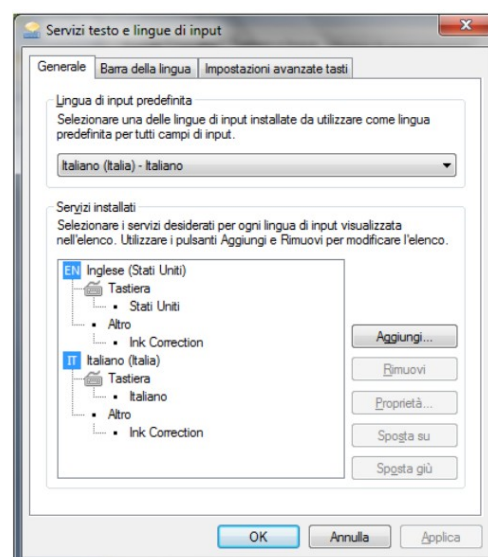 Servizi testo e lingue di input
Generale Barra della lingua Impostazioni avanzate tasti
Lingua di input predefinita
Selezionare una delle lingue di input installate da utilizzare come lingua
predefinita per tutti campi di input.
Italiano (Italia) - Italiano
Servizi installati
Selezionare i servizi desiderati per ogni lingua di input visualizzata
nell'elenco. Utilizzare i pulsanti Aggiungi e Rimuovi per modificare l'elenco.
EN Inglese (Stati Uniti)
Tastiera
Stati Uniti
Altro
Ink Correction
IT Italiano (Italia)
Tastiera
Italiano
Altro
Ink Correction
Aggiungi...
Rimuovi
Proprietà...
Sposta su
Sposta giù
OK Annulla Applica